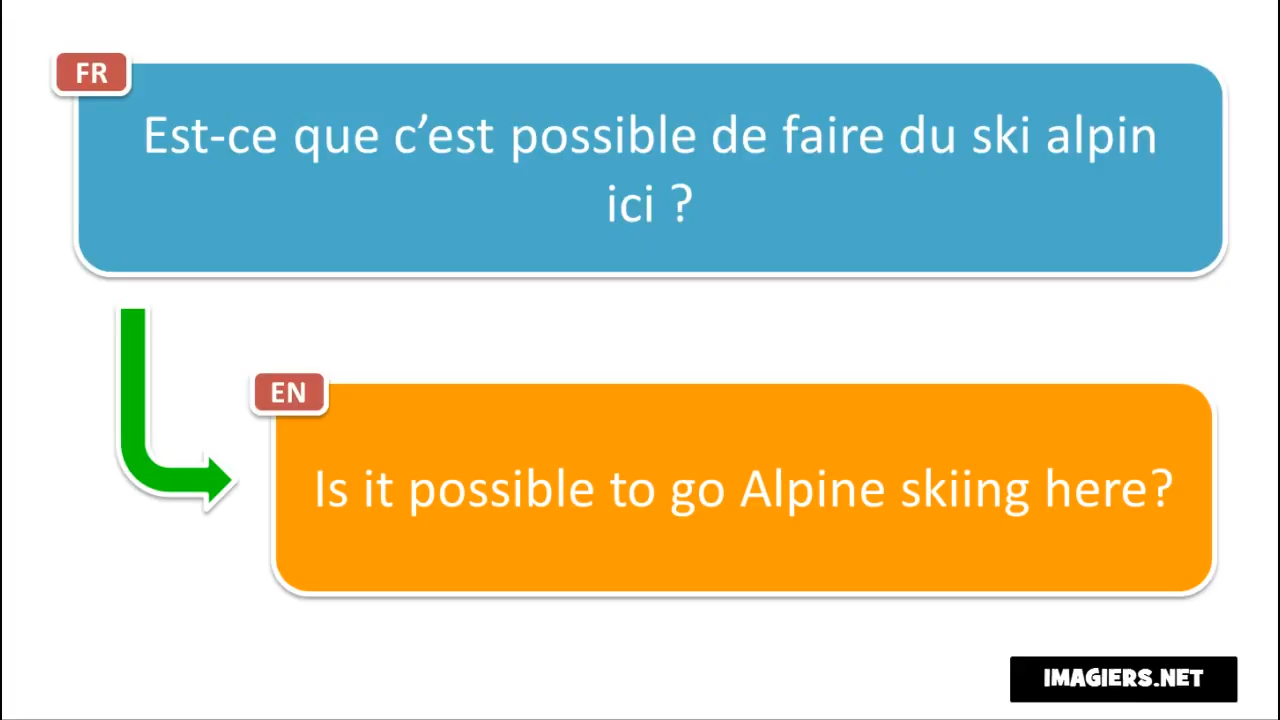 FR
Est-ce que c’est possible de faire du ski alpin
ici ?
EN
Is it possible to go Alpine skiing here?
IMAGIERS.NET